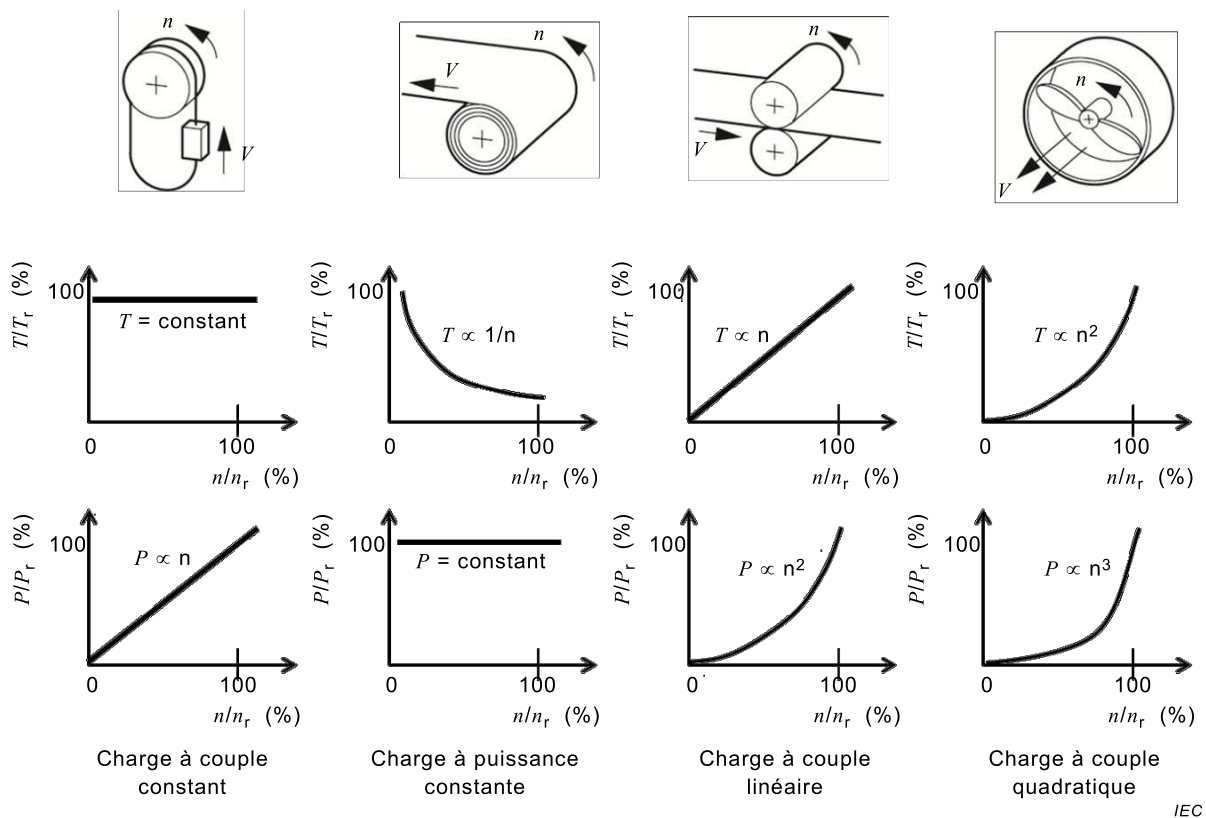 n
V
n
V
n
V
n
V
T/Tr (%)
100
T = constant
0
100
n/nr (%)
T/Tr (%)
100
T ∝ 1/n
0
100
n/nr (%)
T/Tr (%)
100
T ∝ n
0
100
n/nr (%)
T/Tr (%)
100
T ∝ n²
0
100
n/nr (%)
P/Pr (%)
100
P ∝ n
0
100
n/nr (%)
P/Pr (%)
100
P = constant
0
100
n/nr (%)
P/Pr (%)
100
P ∝ n²
0
100
n/nr (%)
P/Pr (%)
100
P ∝ n³
0
100
n/nr (%)
Charge à couple
constant
Charge à puissance
constante
Charge à couple
linéaire
Charge à couple
quadratique
IEC